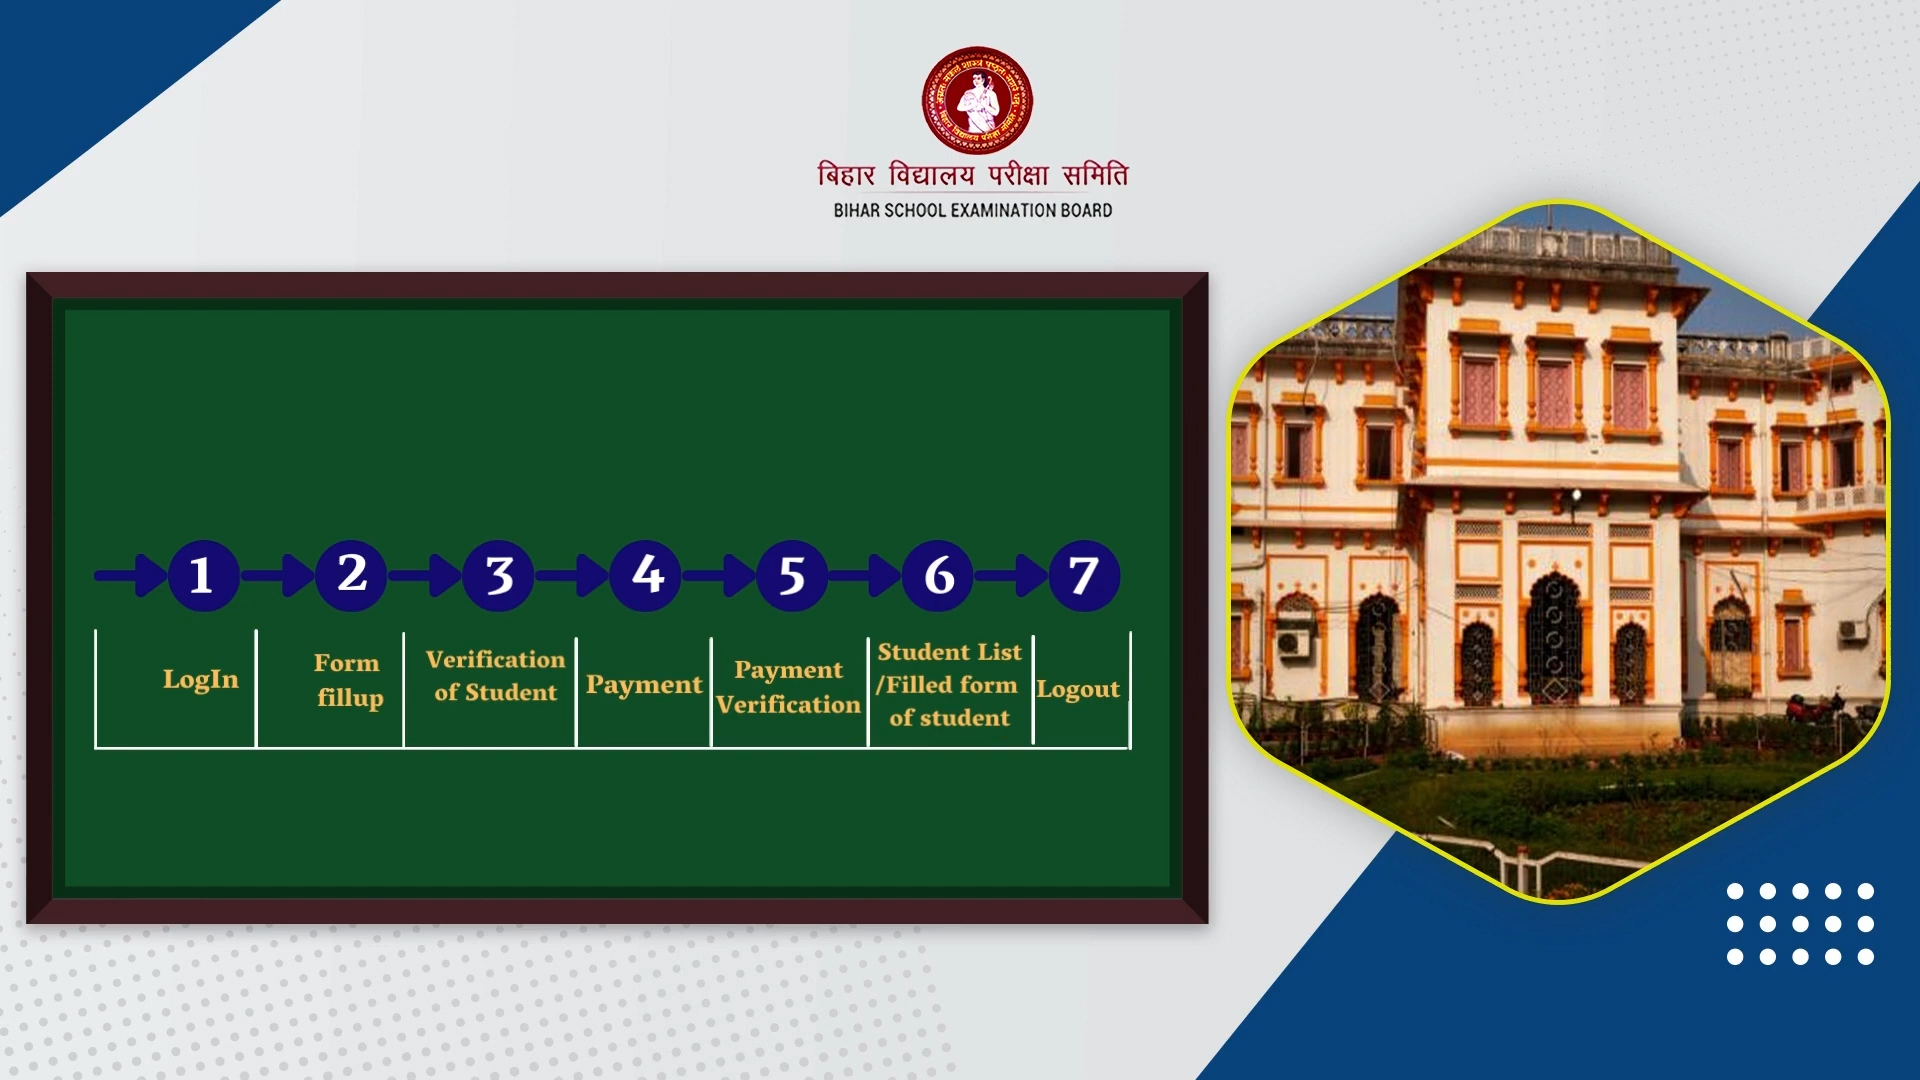 बिहार विद्यालय परीक्षा समिति
BIHAR SCHOOL EXAMINATION BOARD
1 2 3 4 5 6 7
LogIn
Form
fillup
Verification
of Student
Payment
Payment
Verification
Student List
/Filled form
of student
Logout